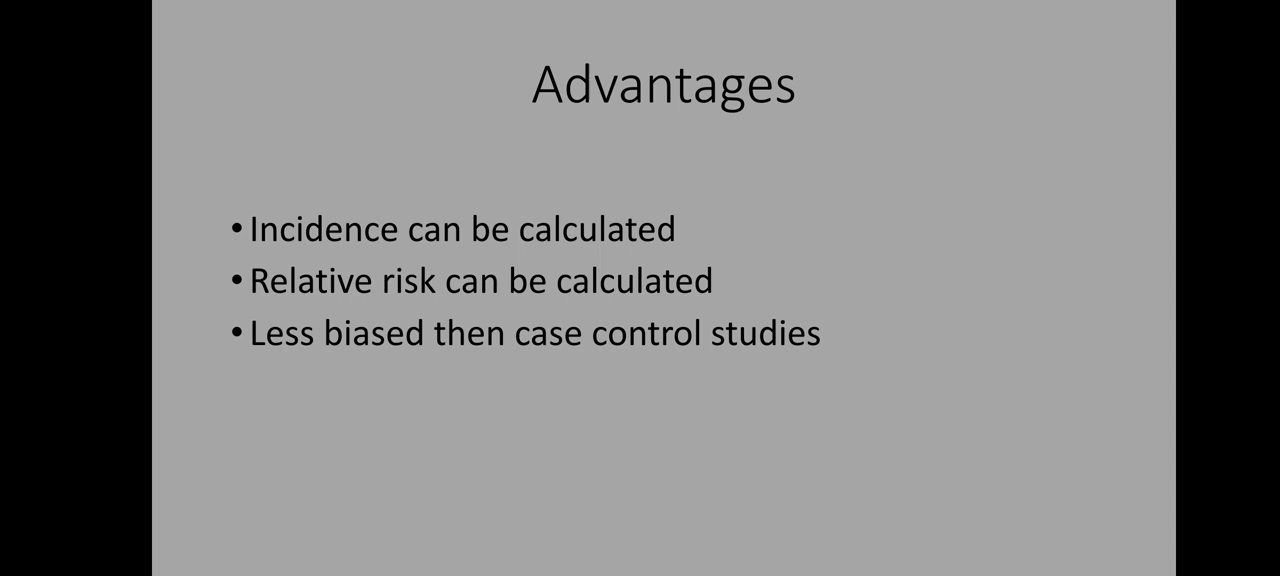 Advantages
• Incidence can be calculated
• Relative risk can be calculated
• Less biased then case control studies